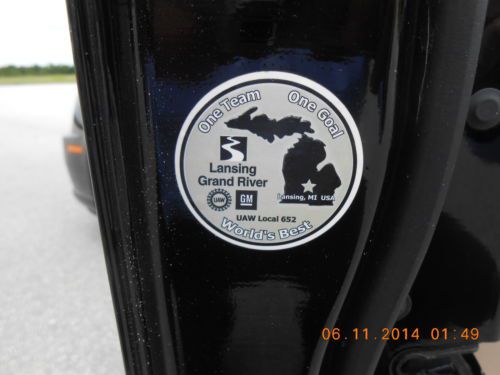 One Team One Goal
Lansing
Grand River
Lansing, MI USA
UAW GM
UAW Local 652
World's Best
06.11.2014 01:49